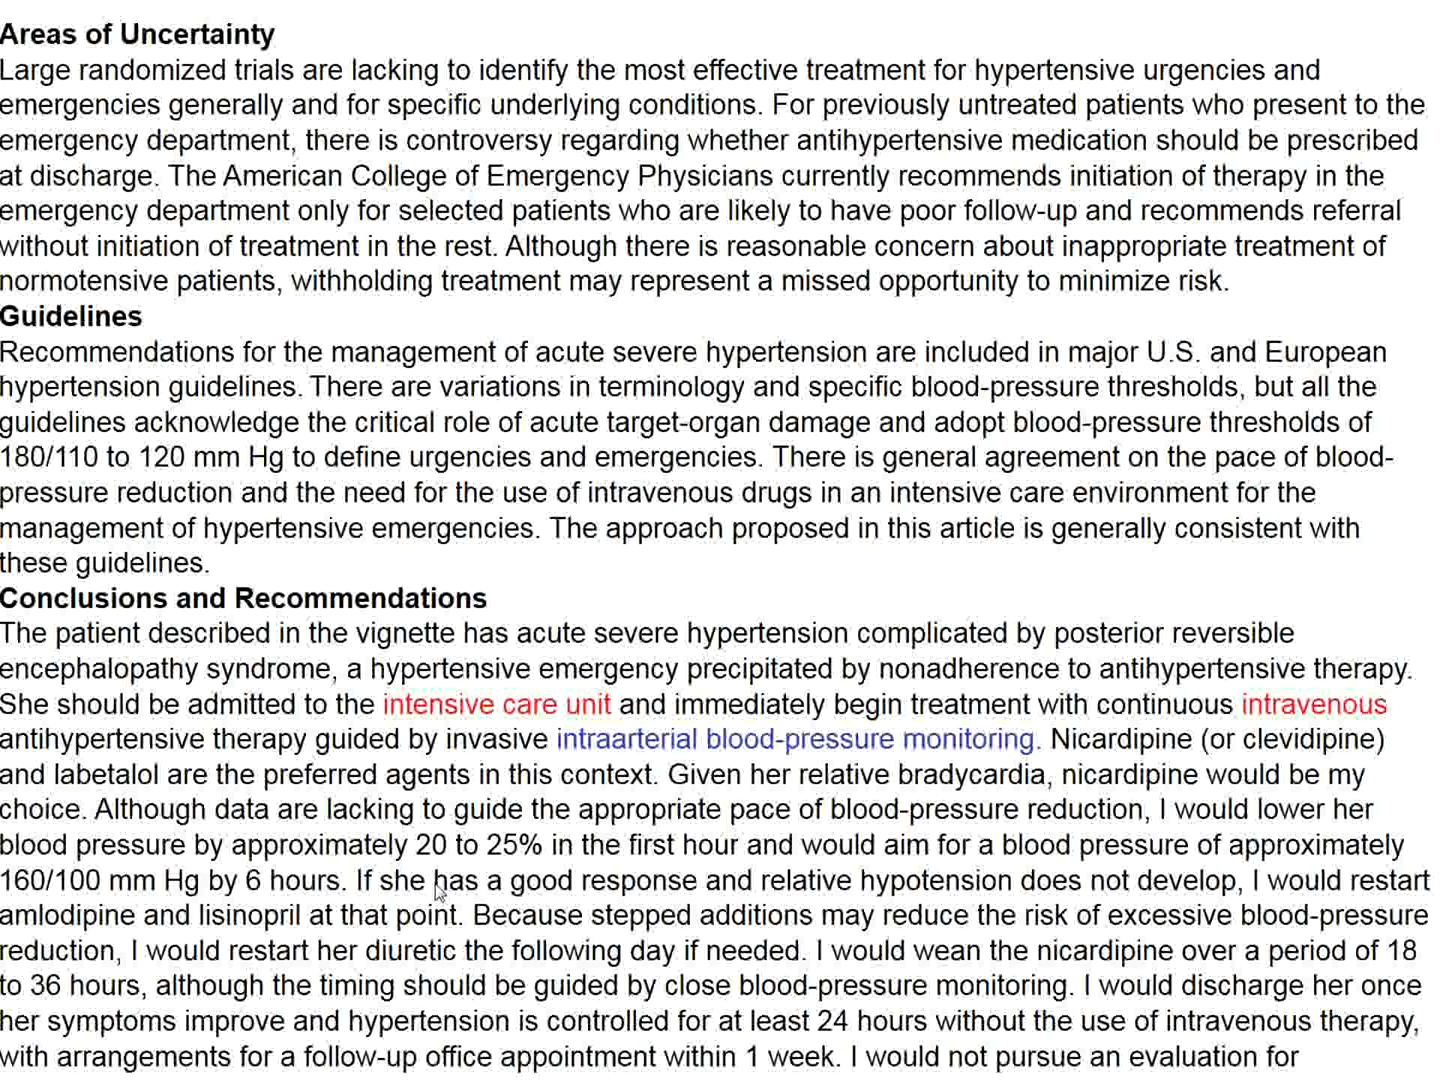 Areas of Uncertainty
Large randomized trials are lacking to identify the most effective treatment for hypertensive urgencies and
emergencies generally and for specific underlying conditions. For previously untreated patients who present to the
emergency department, there is controversy regarding whether antihypertensive medication should be prescribed
at discharge. The American College of Emergency Physicians currently recommends initiation of therapy in the
emergency department only for selected patients who are likely to have poor follow-up and recommends referral
without initiation of treatment in the rest. Although there is reasonable concern about inappropriate treatment of
normotensive patients, withholding treatment may represent a missed opportunity to minimize risk.
Guidelines
Recommendations for the management of acute severe hypertension are included in major U.S. and European
hypertension guidelines. There are variations in terminology and specific blood-pressure thresholds, but all the
guidelines acknowledge the critical role of acute target-organ damage and adopt blood-pressure thresholds of
180/110 to 120 mm Hg to define urgencies and emergencies. There is general agreement on the pace of blood-
pressure reduction and the need for the use of intravenous drugs in an intensive care environment for the
management of hypertensive emergencies. The approach proposed in this article is generally consistent with
these guidelines.
Conclusions and Recommendations
The patient described in the vignette has acute severe hypertension complicated by posterior reversible
encephalopathy syndrome, a hypertensive emergency precipitated by nonadherence to antihypertensive therapy.
She should be admitted to the intensive care unit and immediately begin treatment with continuous intravenous
antihypertensive therapy guided by invasive intraarterial blood-pressure monitoring. Nicardipine (or clevidipine)
and labetalol are the preferred agents in this context. Given her relative bradycardia, nicardipine would be my
choice. Although data are lacking to guide the appropriate pace of blood-pressure reduction, I would lower her
blood pressure by approximately 20 to 25% in the first hour and would aim for a blood pressure of approximately
160/100 mm Hg by 6 hours. If she has a good response and relative hypotension does not develop, I would restart
amlodipine and lisinopril at that point. Because stepped additions may reduce the risk of excessive blood-pressure
reduction, I would restart her diuretic the following day if needed. I would wean the nicardipine over a period of 18
to 36 hours, although the timing should be guided by close blood-pressure monitoring. I would discharge her once
her symptoms improve and hypertension is controlled for at least 24 hours without the use of intravenous therapy,
with arrangements for a follow-up office appointment within 1 week. I would not pursue an evaluation for